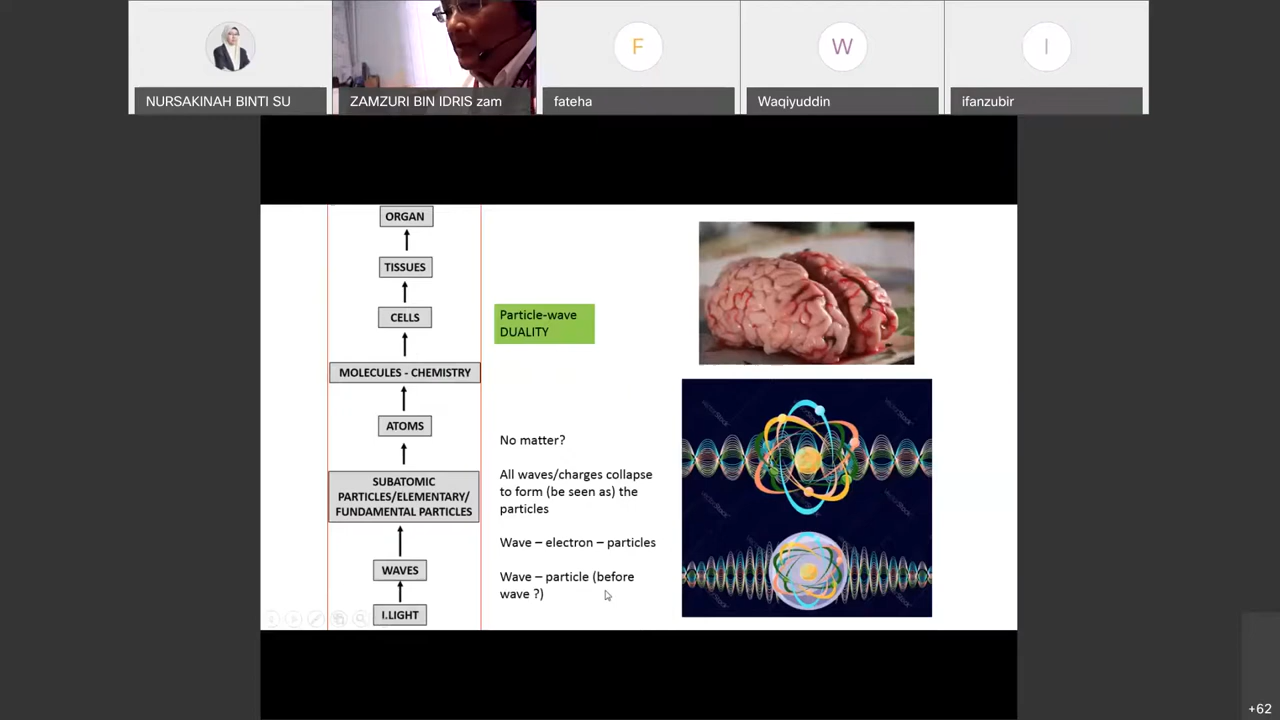 NURSAKINAH BINTI SU
ZAMZURI BIN IDRIS zam
F
fateha
W
Waqiyuddin
I
ifanzubir
ORGAN
TISSUES
CELLS
MOLECULES - CHEMISTRY
ATOMS
SUBATOMIC
PARTICLES/ELEMENTARY/
FUNDAMENTAL PARTICLES
WAVES
I.LIGHT
Particle-wave
DUALITY
No matter?
All waves/charges collapse
to form (be seen as) the
particles
Wave – electron – particles
Wave – particle (before
wave ?)
+62